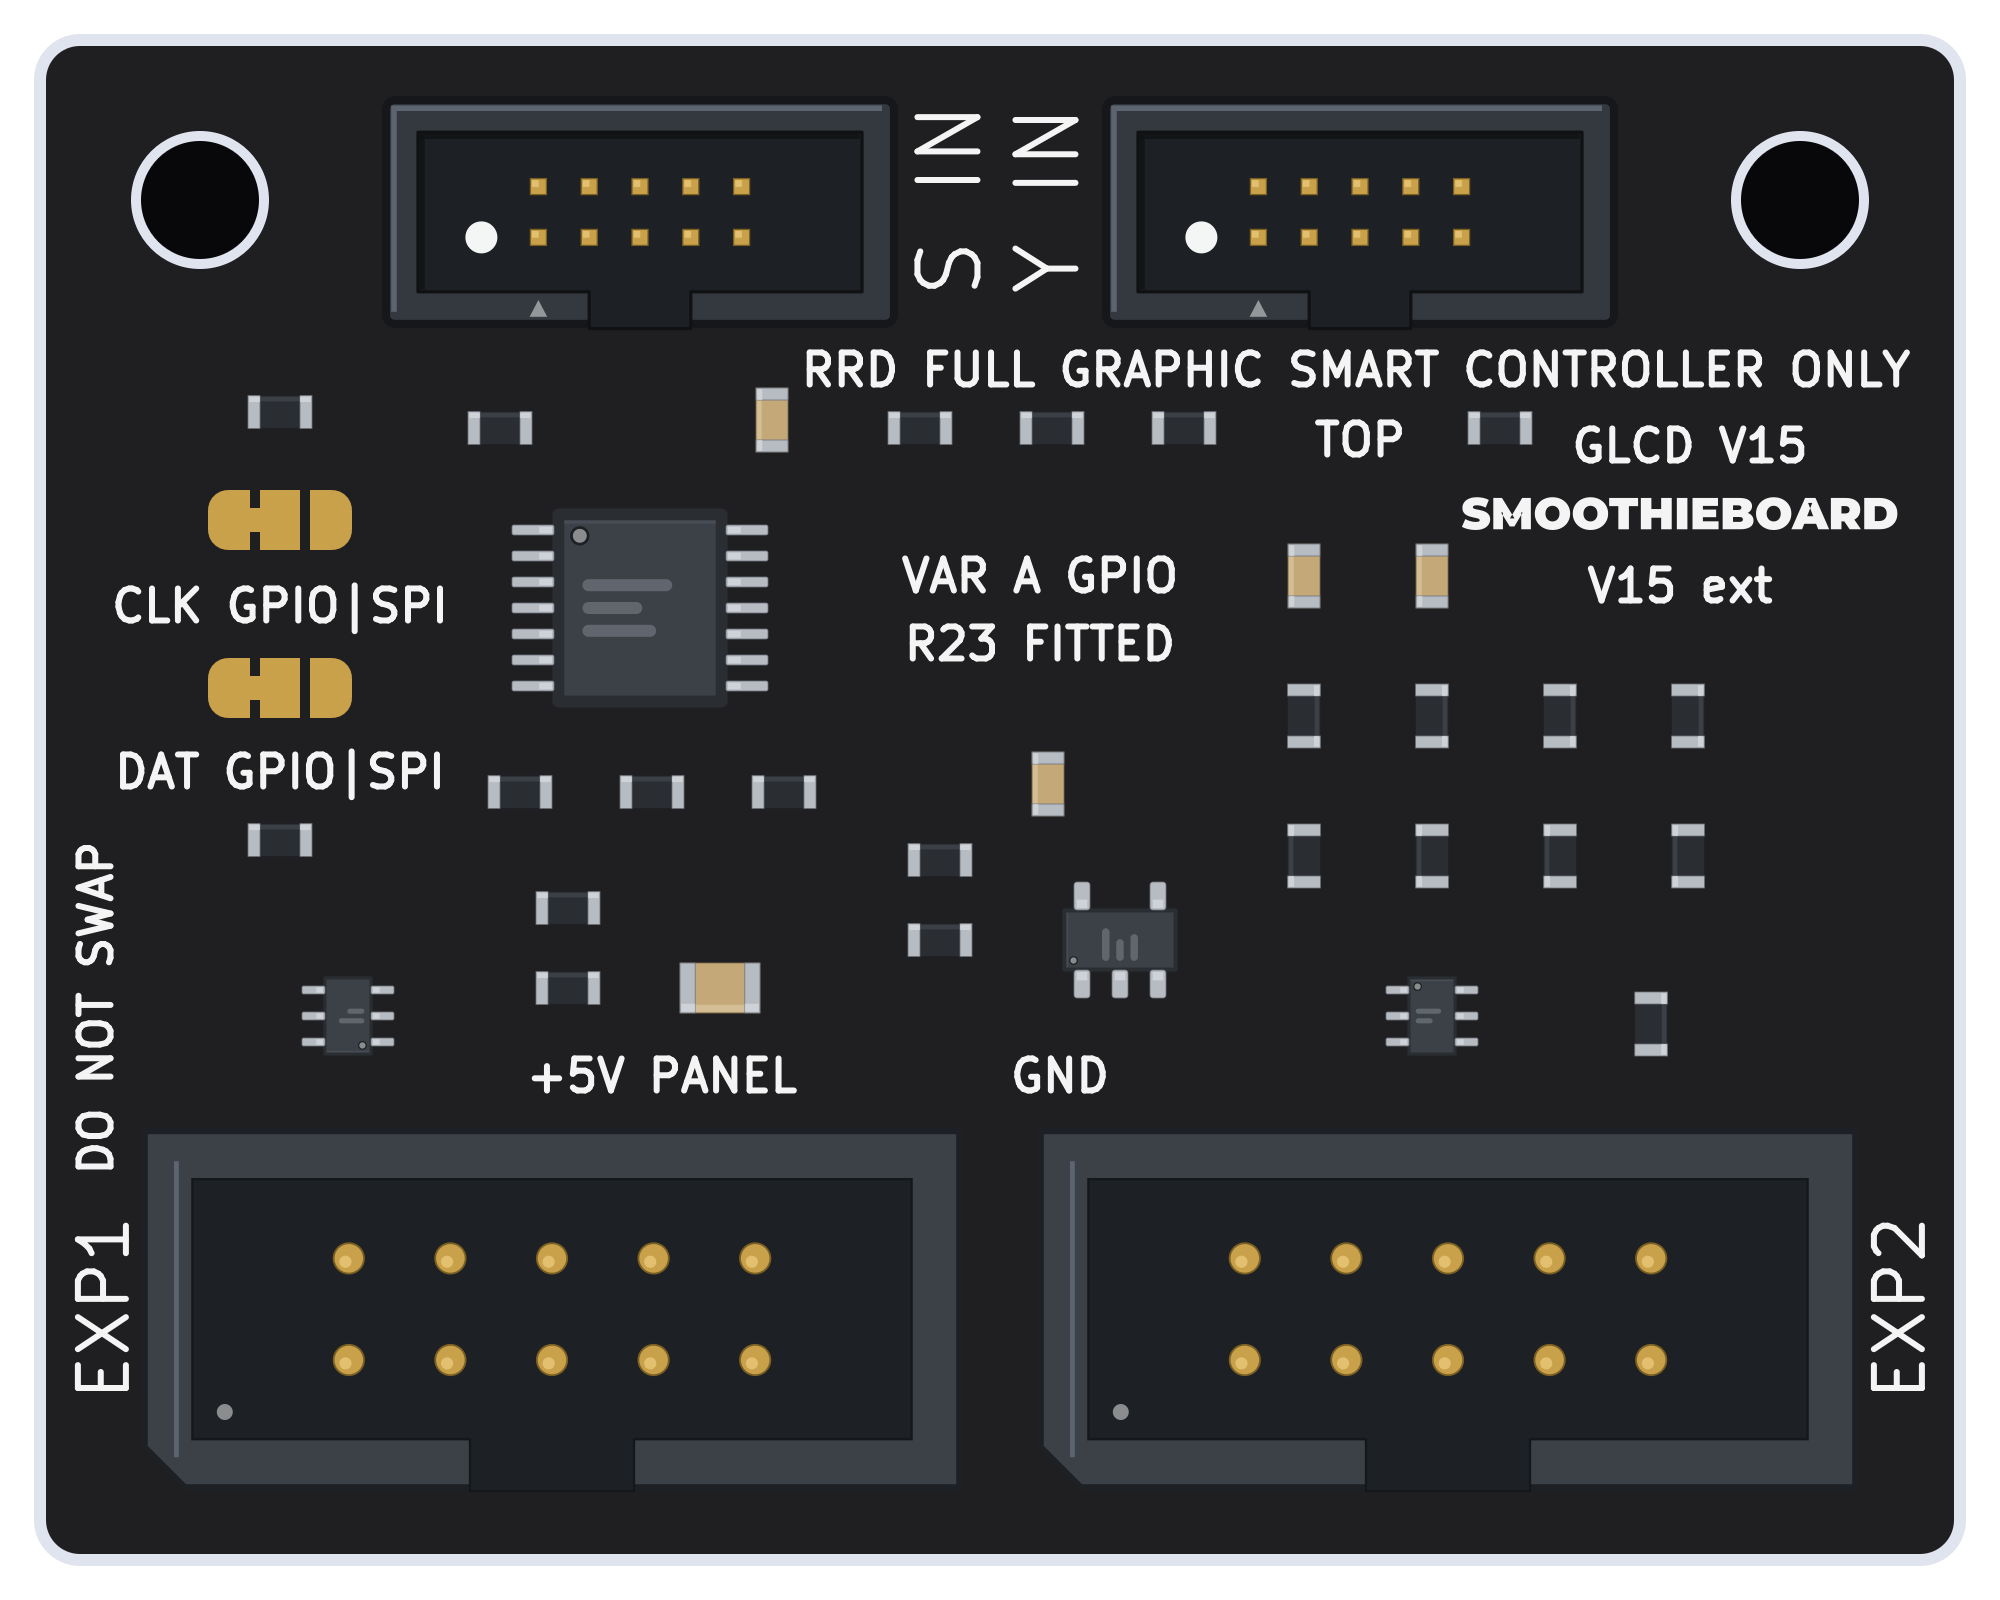 S IN
Y IN
RRD FULL GRAPHIC SMART CONTROLLER ONLY
TOP
GLCD V15
SMOOTHIEBOARD
V15 ext
VAR A GPIO
R23 FITTED
CLK GPIO|SPI
DAT GPIO|SPI
DO NOT SWAP
+5V PANEL
GND
EXP1
EXP2